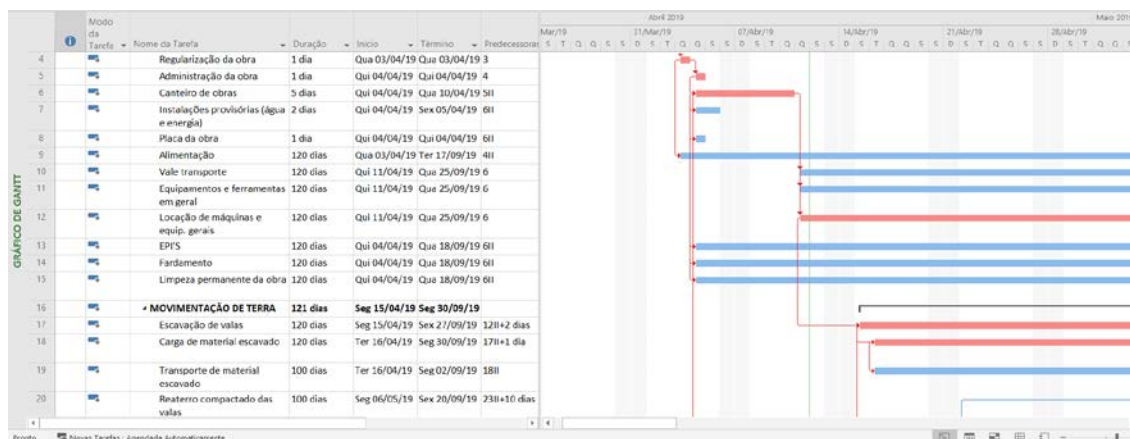 Abril 2019 Maio 2019
Mar/19 31/Mar/19 07/Abr/19 14/Abr/19 21/Abr/19 28/Abr/19
S T Q Q S S D S T Q Q S S D S T Q Q S S D S T Q Q S S D S T Q Q S S D S T Q Q S
Modo da Tarefa Nome da Tarefa Duração Início Término Predecessoras
4 Regularização da obra 1 dia Qua 03/04/19 Qua 03/04/19 3
5 Administração da obra 1 dia Qui 04/04/19 Qui 04/04/19 4
6 Canteiro de obras 5 dias Qui 04/04/19 Qua 10/04/19 5II
7 Instalações provisórias (água e energia) 2 dias Qui 04/04/19 Sex 05/04/19 6II
8 Placa da obra 1 dia Qui 04/04/19 Qui 04/04/19 6II
9 Alimentação 120 dias Qua 03/04/19 Ter 17/09/19 4II
10 Vale transporte 120 dias Qui 11/04/19 Qua 25/09/19 6
11 Equipamentos e ferramentas em geral 120 dias Qui 11/04/19 Qua 25/09/19 6
12 Locação de máquinas e equip. gerais 120 dias Qui 11/04/19 Qua 25/09/19 6
13 EPI'S 120 dias Qui 04/04/19 Qua 18/09/19 6II
14 Fardamento 120 dias Qui 04/04/19 Qua 18/09/19 6II
15 Limpeza permanente da obra 120 dias Qui 04/04/19 Qua 18/09/19 6II
16 MOVIMENTAÇÃO DE TERRA 121 dias Seg 15/04/19 Seg 30/09/19
17 Escavação de valas 120 dias Seg 15/04/19 Sex 27/09/19 12II+2 dias
18 Carga de material escavado 120 dias Ter 16/04/19 Seg 30/09/19 17II+1 dia
19 Transporte de material escavado 100 dias Ter 16/04/19 Seg 02/09/19 18II
20 Reaterro compactado das valas 100 dias Seg 06/05/19 Sex 20/09/19 23II+10 dias
GRÁFICO DE GANTT
Pronto Novas Tarefas : Agendada Automaticamente